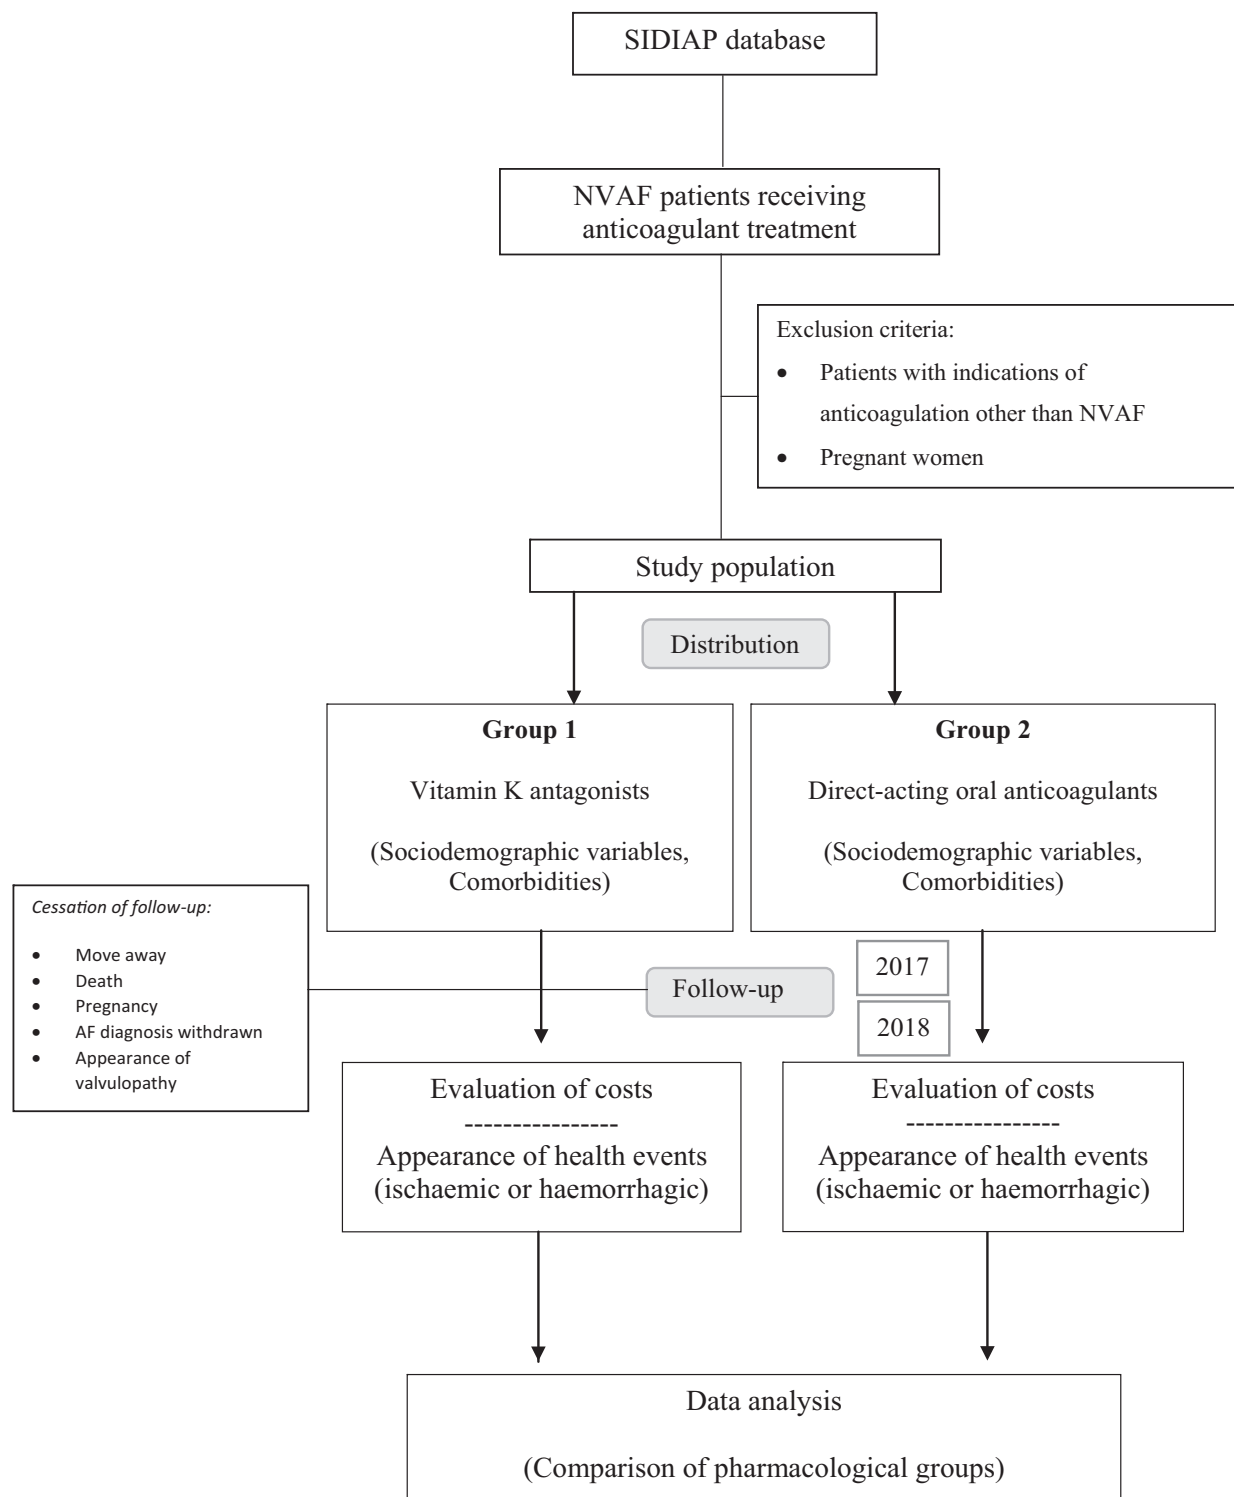 SIDIAP database
NVAF patients receiving
anticoagulant treatment
Exclusion criteria:
• Patients with indications of
anticoagulation other than NVAF
• Pregnant women
Study population
Distribution
Group 1
Vitamin K antagonists
(Sociodemographic variables,
Comorbidities)
Group 2
Direct-acting oral anticoagulants
(Sociodemographic variables,
Comorbidities)
Cessation of follow-up:
• Move away
• Death
• Pregnancy
• AF diagnosis withdrawn
• Appearance of
valvulopathy
Follow-up
2017
2018
Evaluation of costs
----------------
Appearance of health events
(ischaemic or haemorrhagic)
Evaluation of costs
----------------
Appearance of health events
(ischaemic or haemorrhagic)
Data analysis
(Comparison of pharmacological groups)